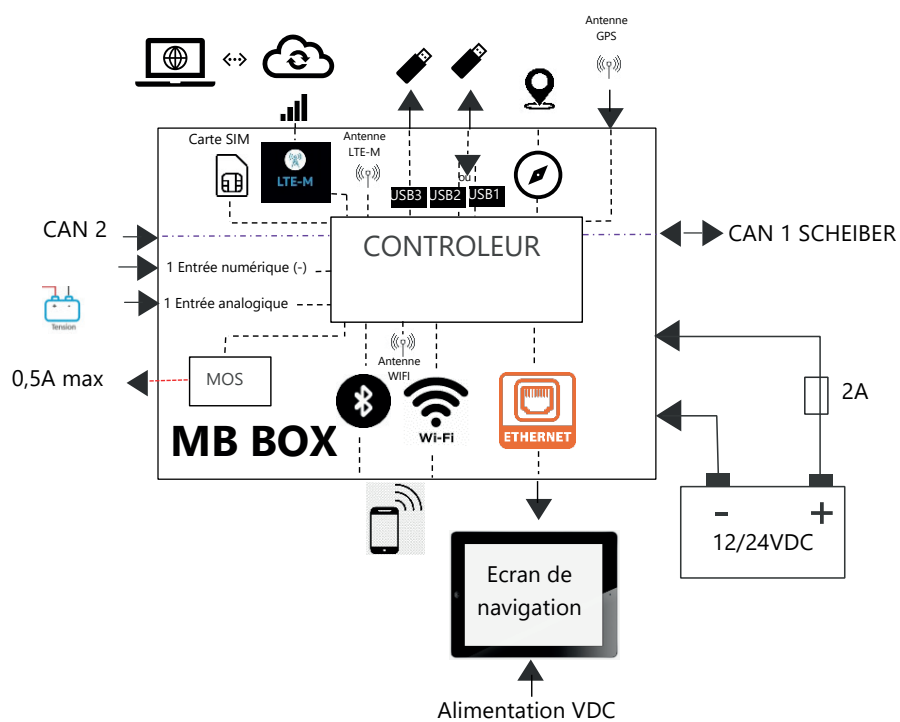 Antenne
GPS
Carte SIM
Antenne
LTE-M
LTE-M
ou
USB3
USB2
USB1
CAN 2
CONTROLEUR
CAN 1 SCHEIBER
1 Entrée numérique (-)
1 Entrée analogique
Tension
Antenne
WIFI
0,5A max
MOS
2A
MB BOX
Wi-Fi
ETHERNET
- +
12/24VDC
Ecran de
navigation
Alimentation VDC